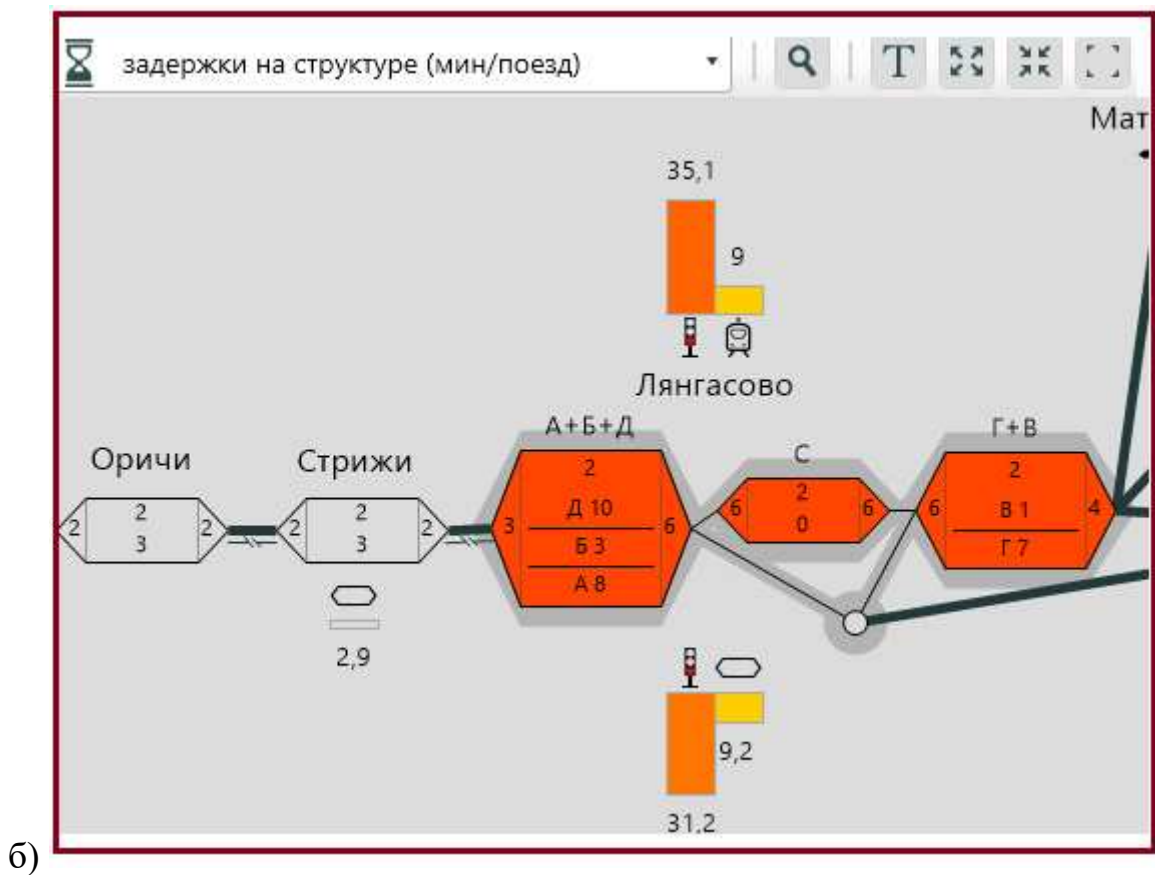 задержки на структуре (мин/поезд)
T
Мат
35,1
9
Лянгасово
А+Б+Д
С
Г+В
Оричи
Стрижи
2 2 3 2
2 2 3 2
3 2 Д 10 Б 3 А 8 6
6 2 0 6
6 2 В 1 Г 7 4
2,9
9,2
31,2
б)